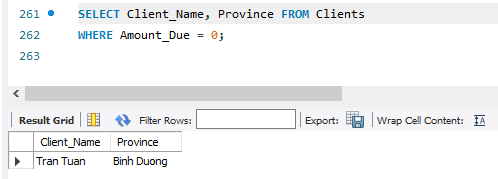 261 SELECT Client_Name, Province FROM Clients
262 WHERE Amount_Due = 0;
263
Result Grid Filter Rows: Export: Wrap Cell Content:
Client_Name Province
Tran Tuan Binh Duong